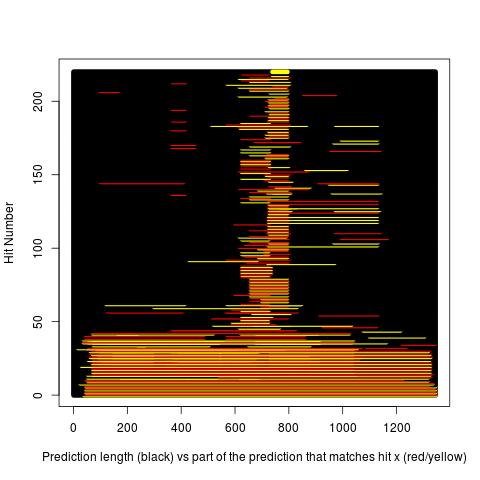 Hit Number
200
150
100
50
0
0 200 400 600 800 1000 1200
Prediction length (black) vs part of the prediction that matches hit x (red/yellow)